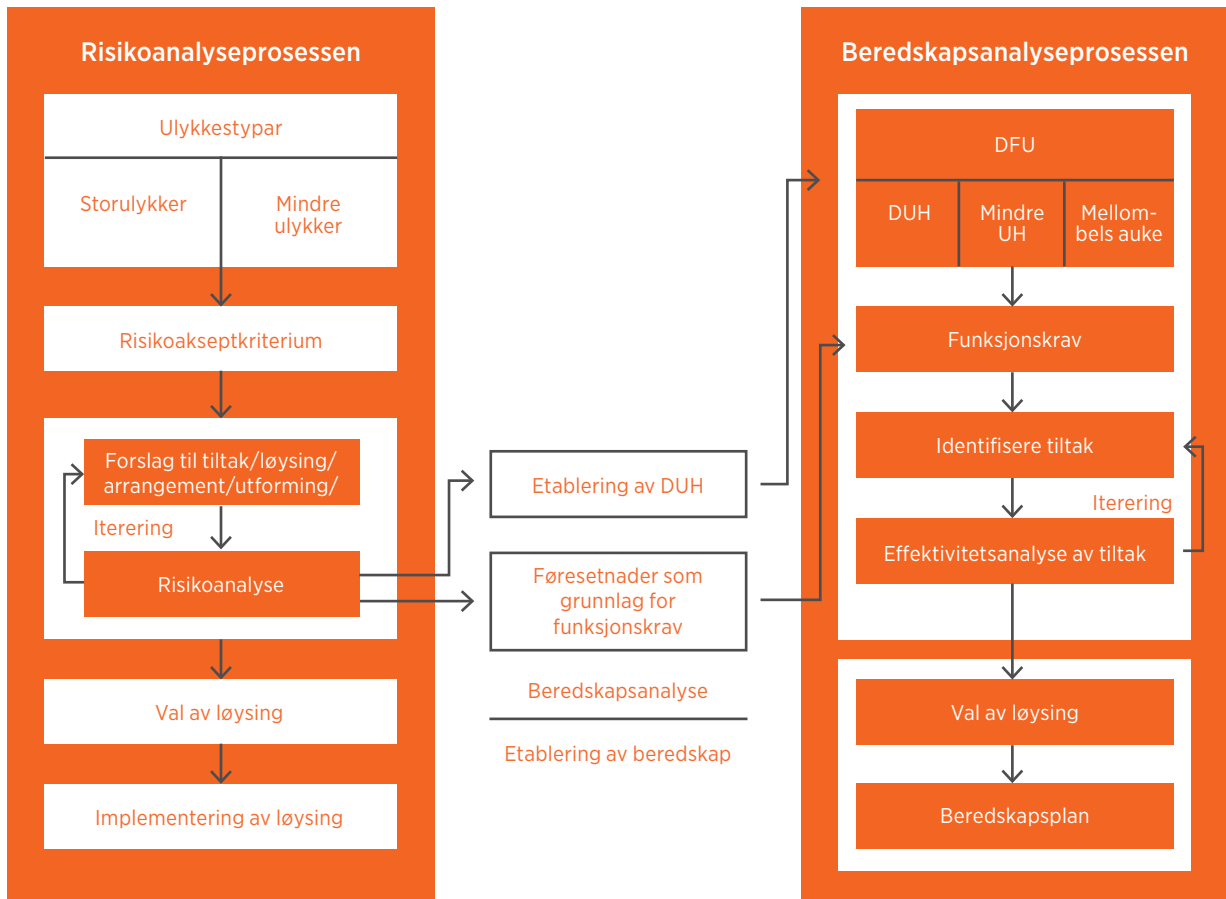 Risikoanalyseprosessen
Ulykkestypar
Storulykker
Mindre
ulykker
Risikoakseptkriterium
Forslag til tiltak/løysing/
arrangement/utforming/
Iterering
Risikoanalyse
Val av løysing
Implementering av løysing
Etablering av DUH
Føresetnader som
grunnlag for
funksjonskrav
Beredskapsanalyse
Etablering av beredskap
Beredskapsanalyseprosessen
DFU
DUH
Mindre
UH
Mellom-
bels auke
Funksjonskrav
Identifisere tiltak
Iterering
Effektivitetsanalyse av tiltak
Val av løysing
Beredskapsplan